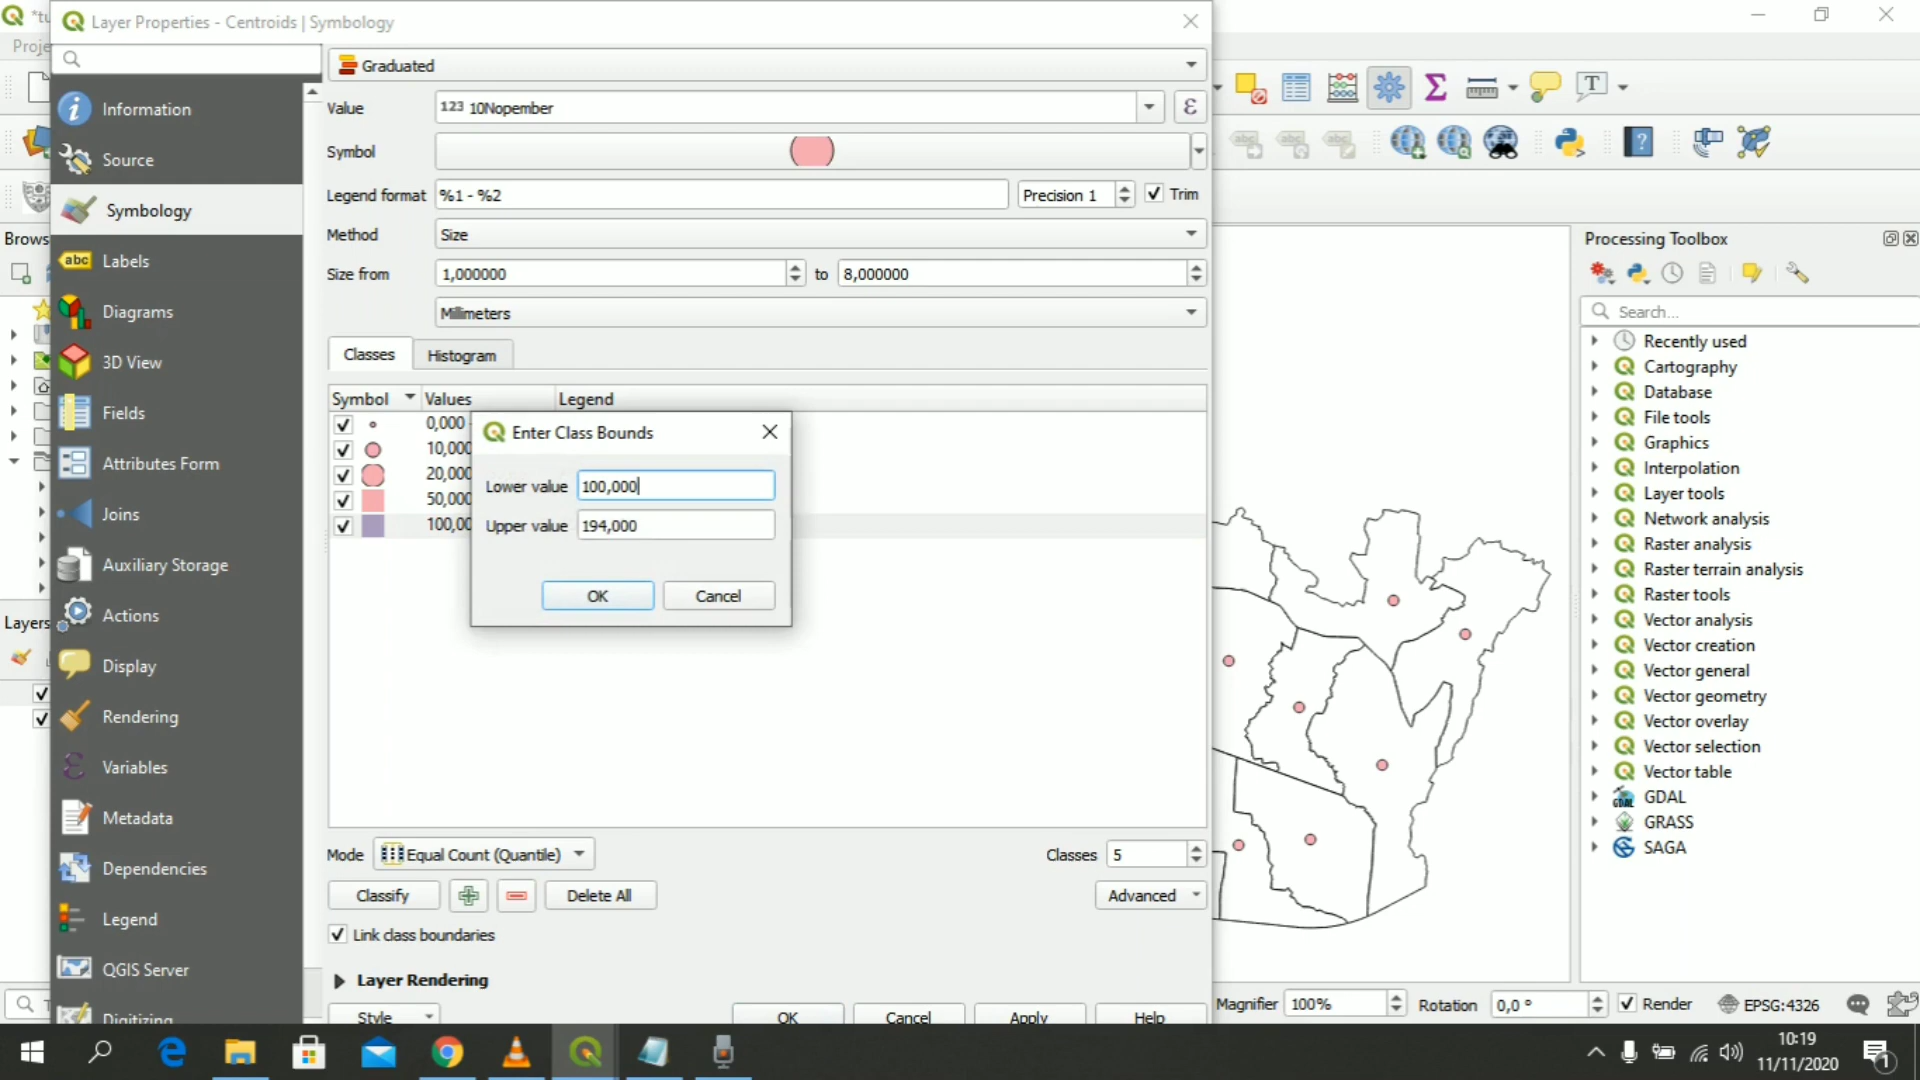 *tu
Layer Properties - Centroids | Symbology
Proje
Graduated
Information
Value
123 10Nopember
ε
Source
Symbol
Symbology
Legend format
%1 - %2
Precision 1
Trim
Method
Size
Brows
Processing Toolbox
Labels
Size from
1,000000
to
8,000000
Diagrams
Millimeters
Search...
3D View
Classes
Histogram
Recently used
Cartography
Symbol
Values
Legend
Database
Fields
0,000
Enter Class Bounds
File tools
10,000
Graphics
Attributes Form
20,000
Lower value
100,000
Interpolation
50,000
Layer tools
Joins
100,00
Upper value
194,000
Network analysis
Raster analysis
Auxiliary Storage
Raster terrain analysis
OK
Cancel
Raster tools
Actions
Layers
Vector analysis
Vector creation
Display
Vector general
Vector geometry
Rendering
Vector overlay
Vector selection
Variables
Vector table
GDAL
Metadata
GRASS
SAGA
Mode
Equal Count (Quantile)
Classes
5
Dependencies
Classify
Delete All
Advanced
Legend
Link class boundaries
QGIS Server
Layer Rendering
Magnifier
100%
Rotation
0,0 °
Render
EPSG:4326
Digitizing
Style
OK
Cancel
Apply
Help
10:19
11/11/2020
1